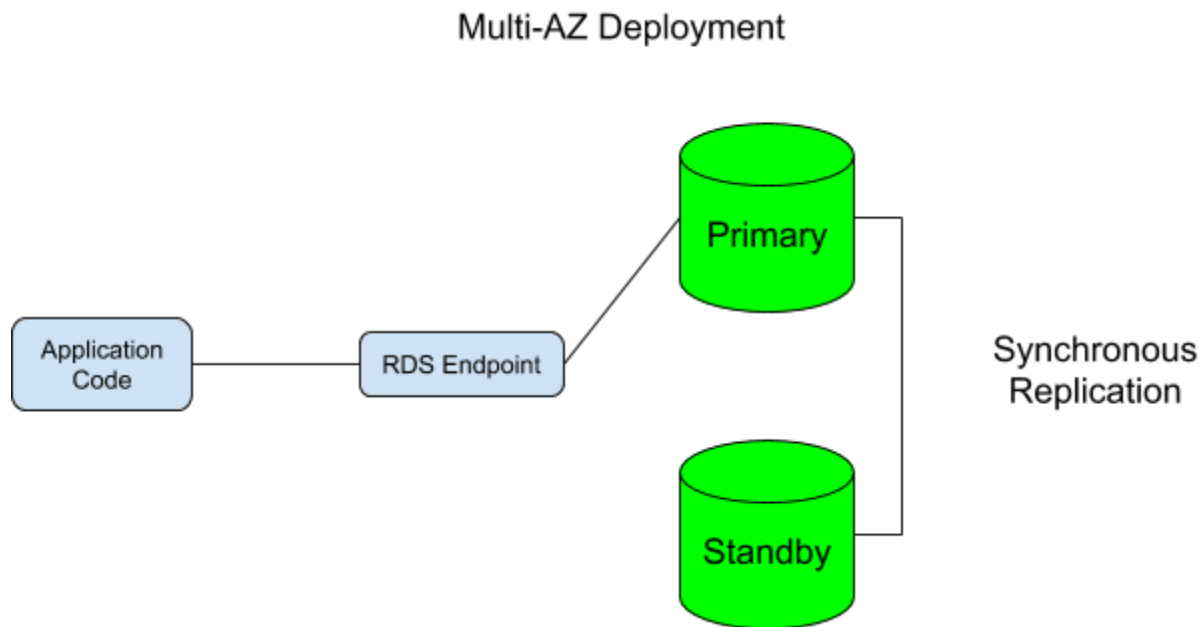 Multi-AZ Deployment
Primary
Application
Code
RDS Endpoint
Synchronous
Replication
Standby